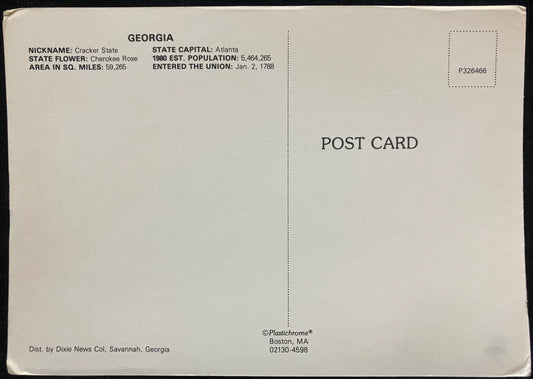 GEORGIA
NICKNAME: Cracker State
STATE FLOWER: Cherokee Rose
AREA IN SQ. MILES: 59,265
STATE CAPITAL: Atlanta
1980 EST. POPULATION: 5,464,265
ENTERED THE UNION: Jan. 2, 1788
P326466
POST CARD
©Plastichrome®
Boston, MA
02130-4598
Dist. by Dixie News Col, Savannah, Georgia